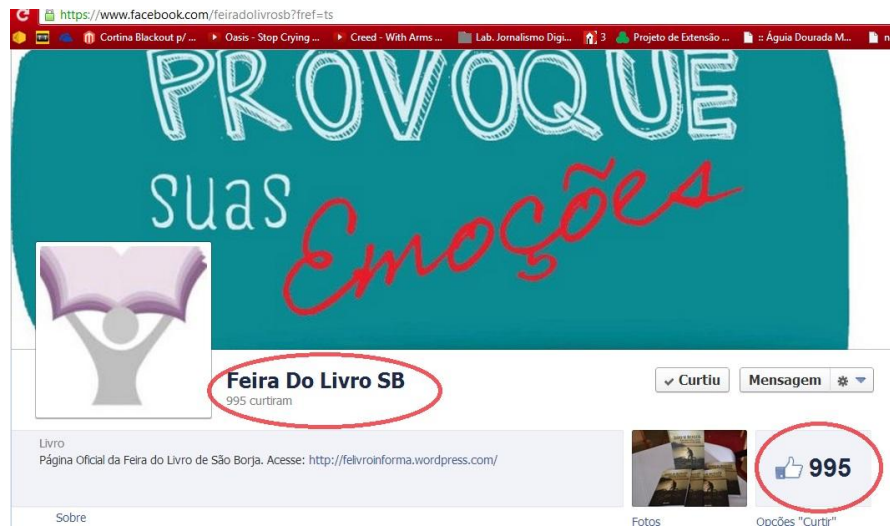 https://www.facebook.com/feiradolivrosb?fref=ts
Cortina Blackout p/ ... Oasis - Stop Crying ... Creed - With Arms ... Lab. Jornalismo Digi... 3 Projeto de Extensão ... :: Águia Dourada M... n
PROVOQUE
suas
Emoções
Feira Do Livro SB
995 curtiram
Curtiu Mensagem
Livro
Página Oficial da Feira do Livro de São Borja. Acesse: http://felivroinforma.wordpress.com/
995
Sobre
Fotos
Opções "Curtir"